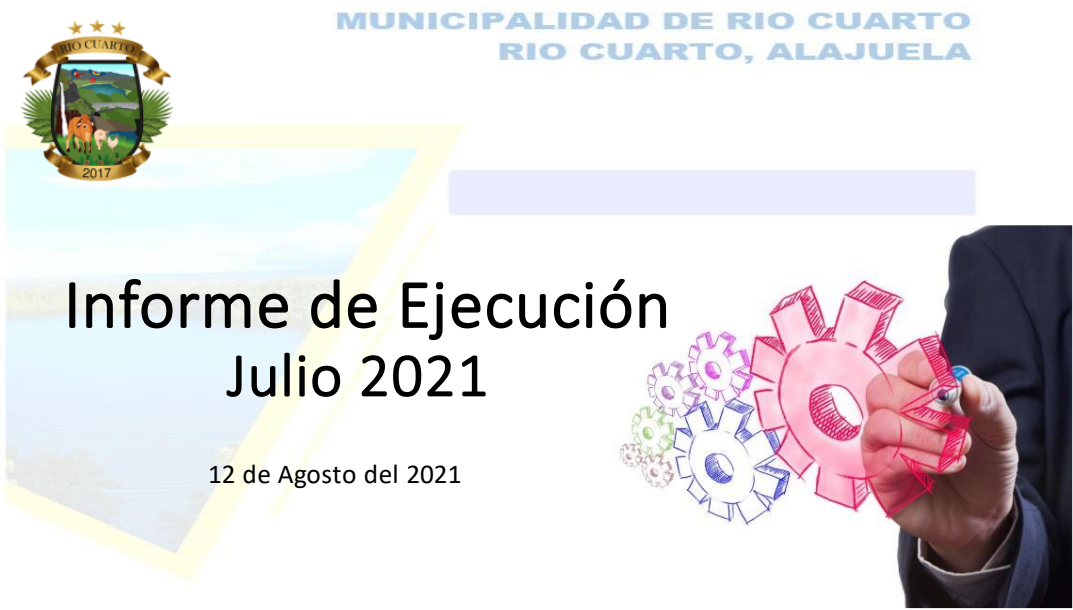 MUNICIPALIDAD DE RIO CUARTO
RIO CUARTO, ALAJUELA
RIO CUARTO
2017
Informe de Ejecución
Julio 2021
12 de Agosto del 2021